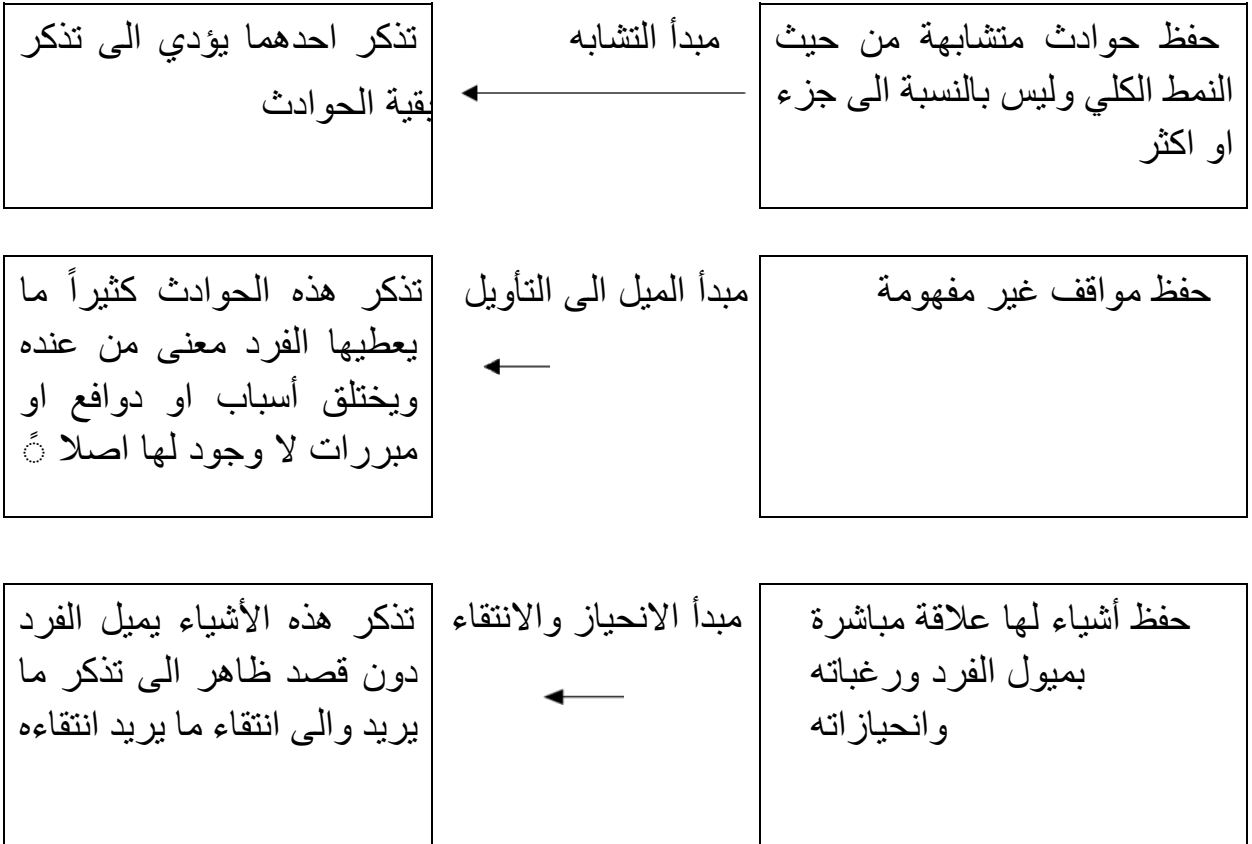 حفظ حوادث متشابهة من حيث
النمط الكلي وليس بالنسبة الى جزء
او اكثر
مبدأ التشابه
تذكر احدهما يؤدي الى تذكر
بقية الحوادث
حفظ مواقف غير مفهومة
مبدأ الميل الى التأويل
تذكر هذه الحوادث كثيراً ما
يعطيها الفرد معنى من عنده
ويختلق أسباب او دوافع او
مبررات لا وجود لها اصلا ً
حفظ أشياء لها علاقة مباشرة
بميول الفرد ورغباته
وانحيازاته
مبدأ الانحياز والانتقاء
تذكر هذه الأشياء يميل الفرد
دون قصد ظاهر الى تذكر ما
يريد والى انتقاء ما يريد انتقاءه